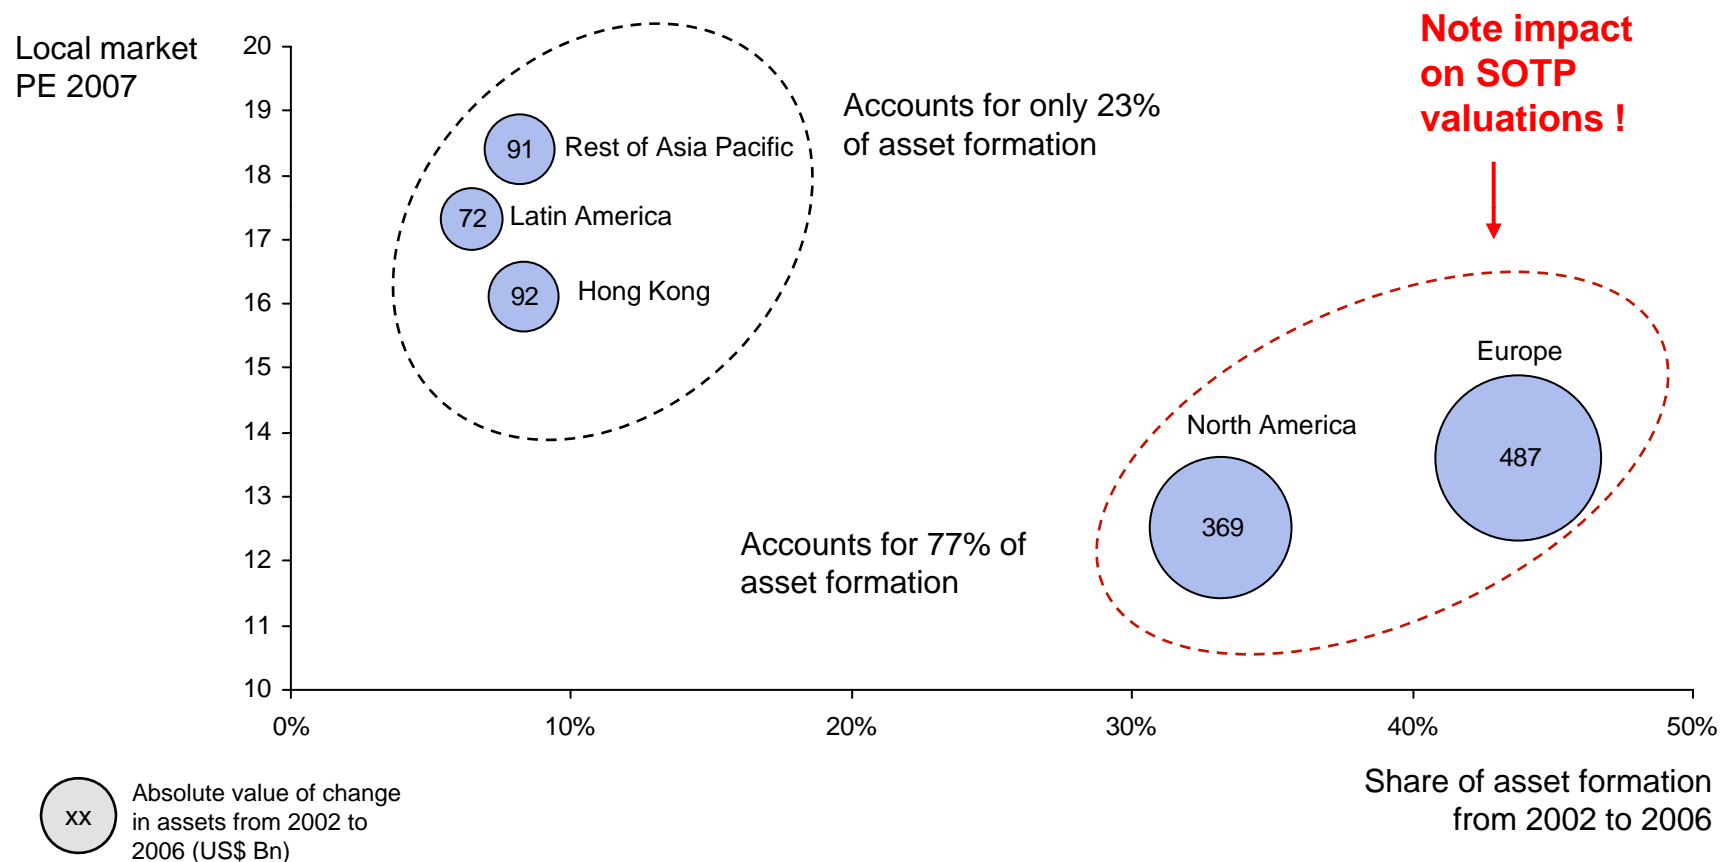 Local market
PE 2007
Note impact
on SOTP
valuations !
Accounts for only 23%
of asset formation
20
19
18
17
16
15
14
13
12
11
10
91
Rest of Asia Pacific
72
Latin America
92
Hong Kong
Europe
487
North America
369
Accounts for 77% of
asset formation
0%
10%
20%
30%
40%
50%
Share of asset formation
from 2002 to 2006
xx
Absolute value of change
in assets from 2002 to
2006 (US$ Bn)